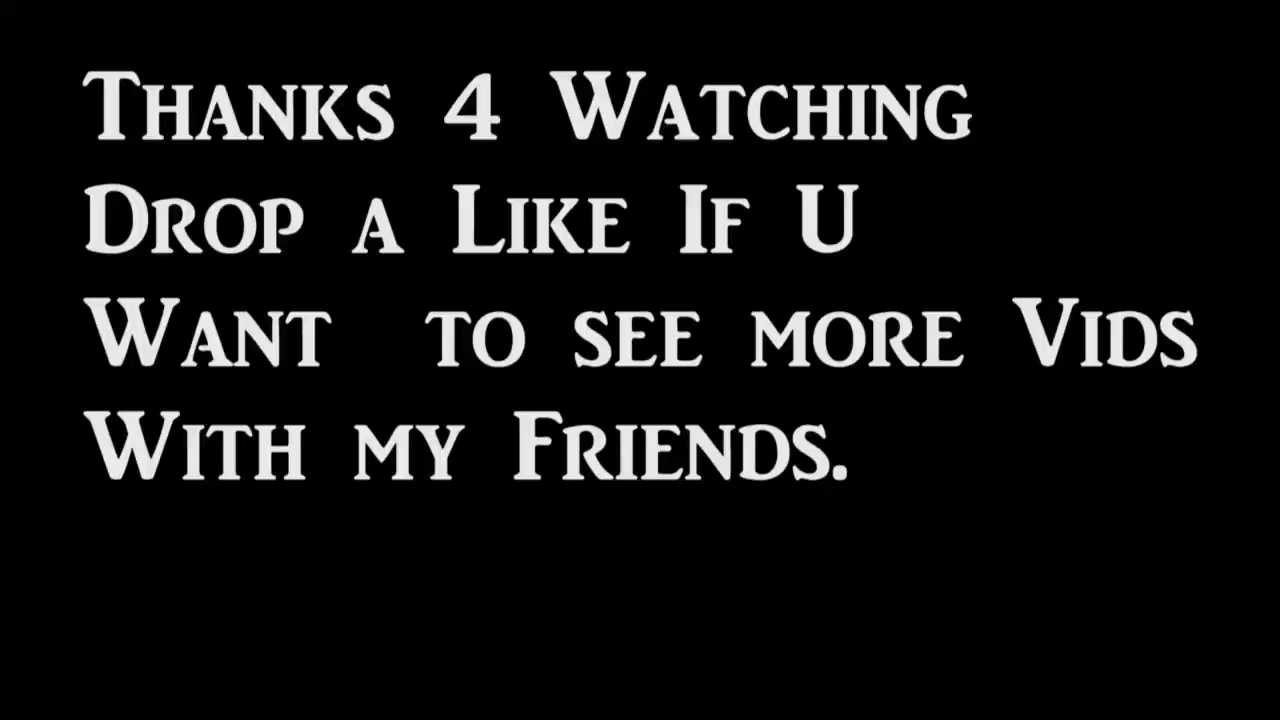 Thanks 4 Watching
Drop a Like If U
Want to see more Vids
With my Friends.